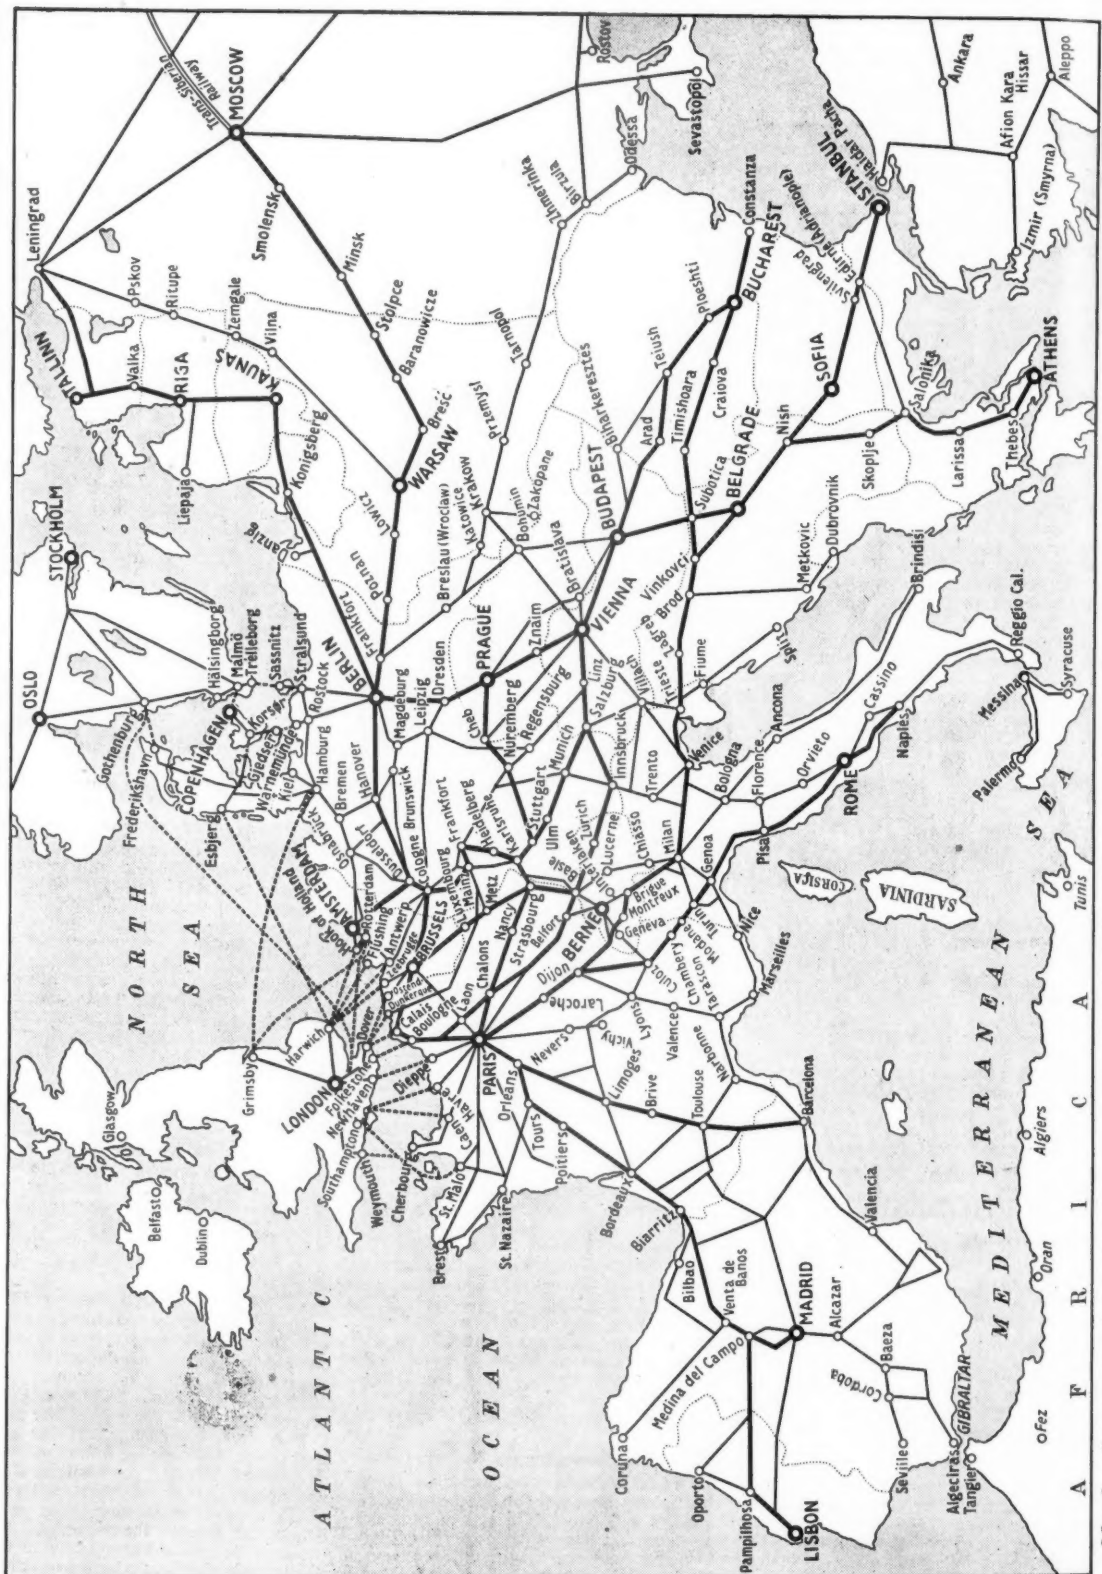 NORTH
SEA
ATLANTIC
OCEAN
MEDITERRANEAN
SEA
AFRICA
OSLO
STOCKHOLM
Leningrad
TALLINN
Pskov
Ritupe
Walka
RIGA
Zemgale
Vilna
KAUNAS
Liepaja
Konigsberg
Danzig
Trans-Siberian
Railway
MOSCOW
Smolensk
Minsk
Stolpce
Baranowicze
Bresć
WARSAW
Lowicz
Poznan
Frankfort
BERLIN
Gothenburg
Frederikshavn
Hälsingborg
Malmö
Trelleborg
COPENHAGEN
Korsor
Gjedser
Warnemünde
Sassnitz
Stralsund
Rostock
Esbjerg
Kiel
Hamburg
Bremen
Osnabrück
Hanover
Magdeburg
Leipzig
Dresden
Brunswick
Düsseldorf
Cologne
Hook of Holland
AMSTERDAM
Rotterdam
Flushing
Antwerp
Zeebrugge
BRUSSELS
Ostend
Dunkerque
Calais
Boulogne
Luxembourg
Mainz
Metz
Frankfort
Heidelberg
Karlsruhe
Stuttgart
Ulm
Nuremberg
Regensburg
Munich
Cheb
PRAGUE
Znaim
Breslau (Wroclaw)
Katowice
Krakow
Bohumin
Zakopane
Przemysl
Tarnopol
Zhmerinka
Birzula
Odessa
Rostov
Sevastopol
Bratislava
VIENNA
Linz
Salzburg
BUDAPEST
Biharkeresztes
Arad
Teiush
Ploesti
Timishoara
Craiova
BUCHAREST
Constanza
Subotica
BELGRADE
Vinkovci
Brod
Zagreb
Nish
SOFIA
Svilengrad
Edirne (Adrianople)
ISTANBUL
Haidar Pacha
Ankara
Afion Kara
Hissar
Aleppo
Izmir (Smyrna)
Skoplje
Salonika
Larissa
Thebes
ATHENS
Metkovic
Dubrovnik
Split
Fiume
Trieste
Villach
Innsbruck
Trento
Venice
Bologna
Florence
Ancona
Orvieto
ROME
Cassino
Naples
Brindisi
Reggio Cal.
Messina
Palermo
Syracuse
Pisa
Genoa
Milan
Chiasso
Zurich
Lucerne
Interlaken
Basle
BERNE
Brigue
Montreux
Geneva
Turin
Modane
Chambery
Culoz
Nice
Marseilles
Tarascon
Valence
Lyons
Dijon
Laroche
Belfort
Strasbourg
Nancy
Chalons
Laon
PARIS
Glasgow
Belfast
Dublin
Grimsby
Harwich
LONDON
Dover
Folkestone
Newhaven
Southampton
Weymouth
Dieppe
Havre
Caen
Cherbourg
St. Malo
Brest
St. Nazaire
Orleans
Tours
Poitiers
Nevers
Vichy
Limoges
Brive
Toulouse
Narbonne
Bordeaux
Biarritz
Barcelona
Valencia
Bilbao
Venta de
Banos
Medina del Campo
MADRID
Alcazar
Baeza
Cordoba
Seville
Algeciras
GIBRALTAR
Tangier
Coruna
Oporto
Pampilhosa
LISBON
CORSICA
SARDINIA
Tunis
Algiers
Oran
Fez